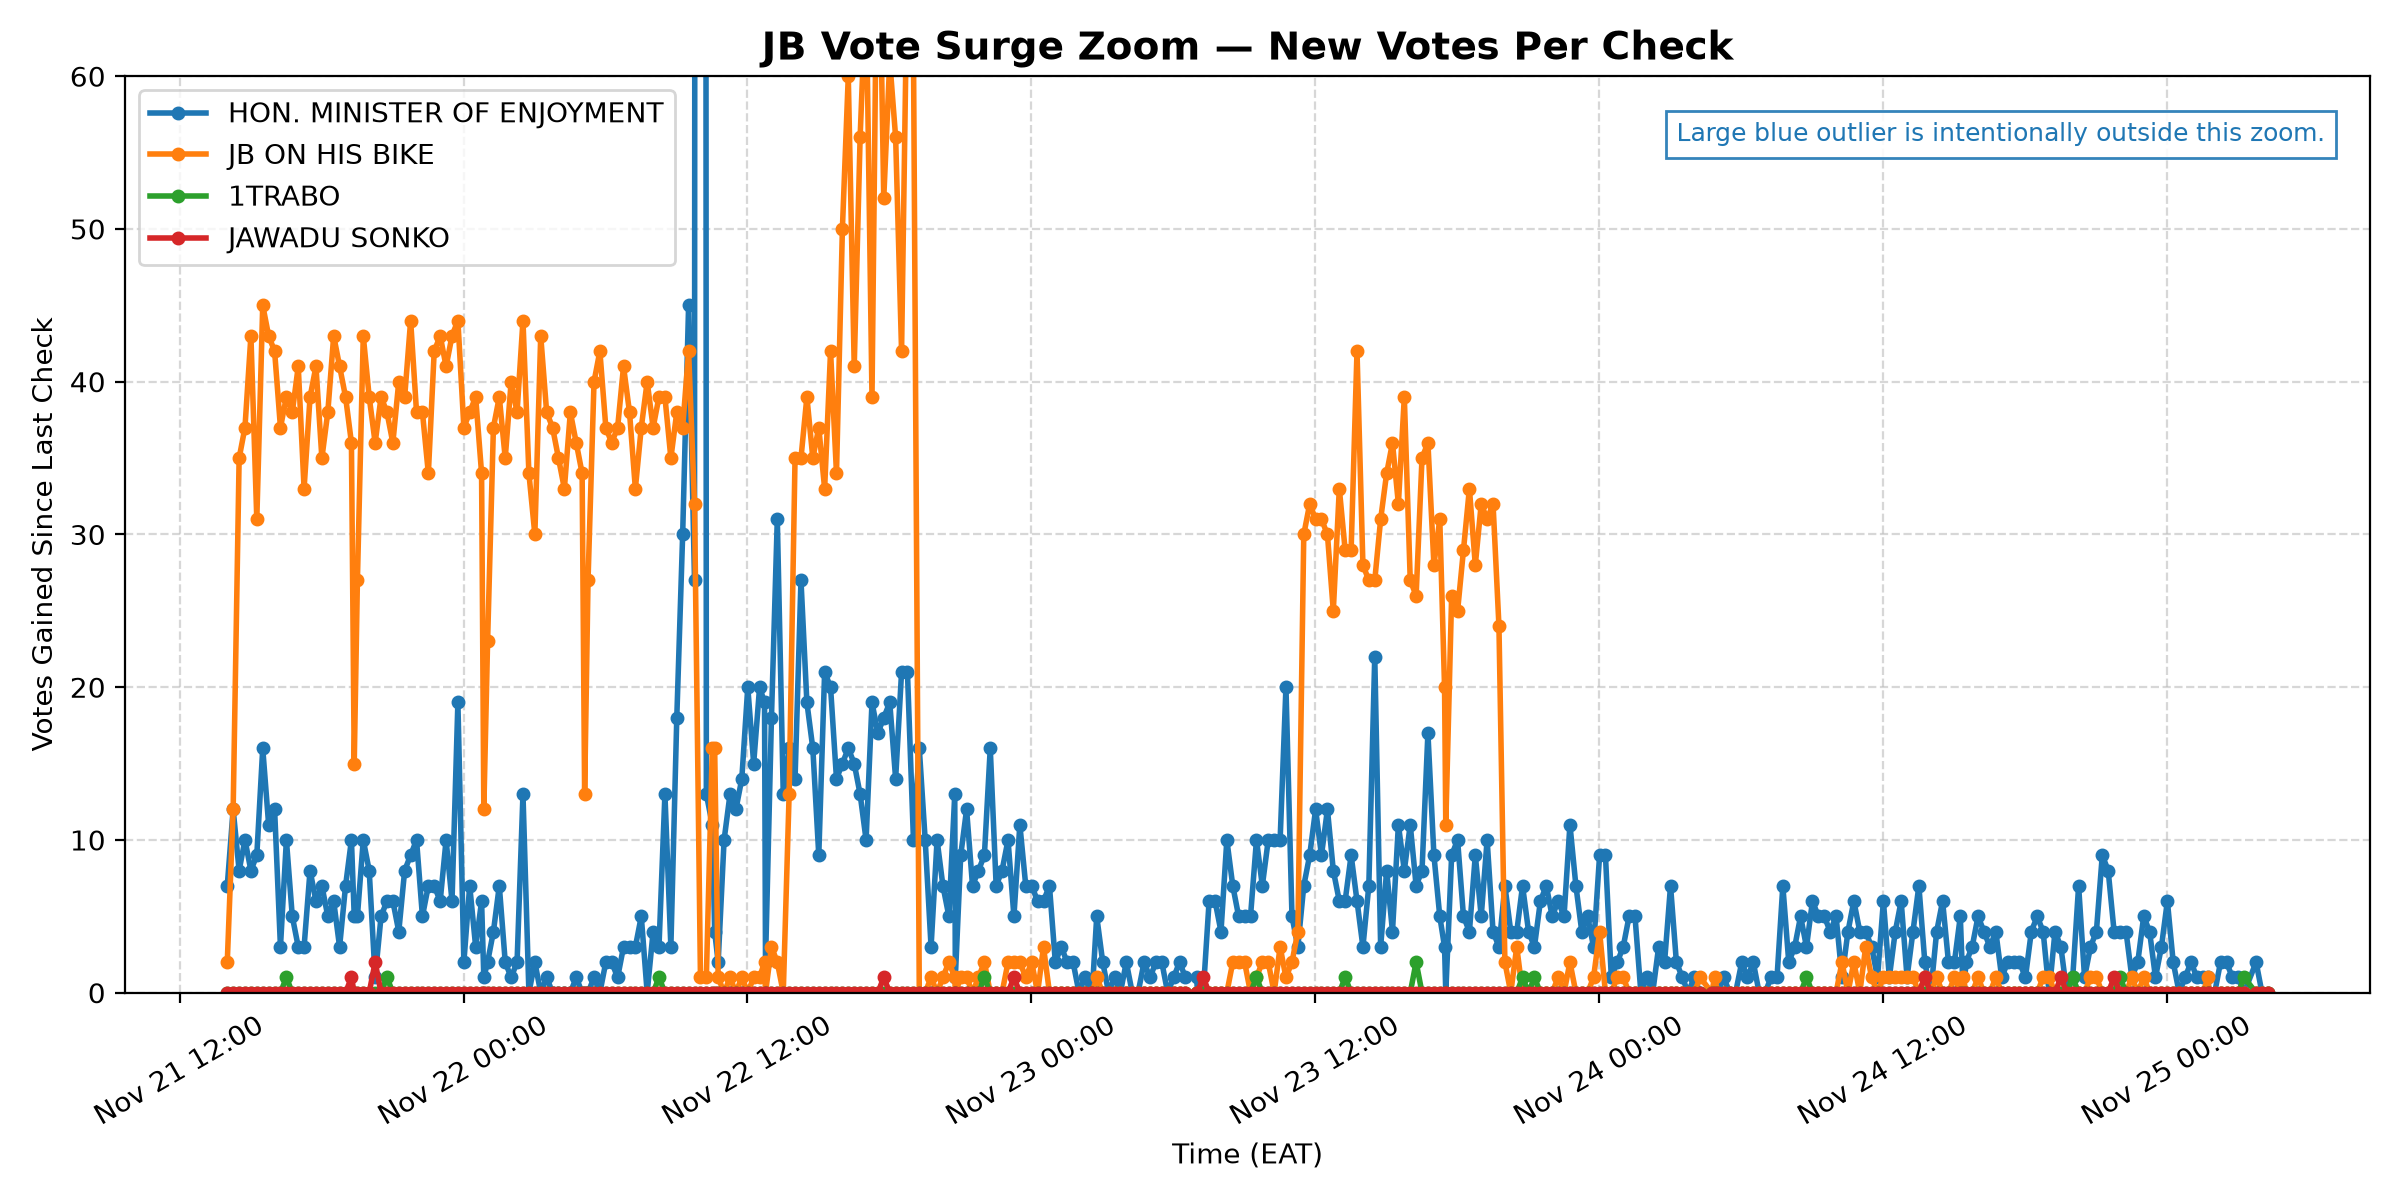 JB Vote Surge Zoom — New Votes Per Check
60
50
40
30
20
10
0
Votes Gained Since Last Check
HON. MINISTER OF ENJOYMENT
JB ON HIS BIKE
1TRABO
JAWADU SONKO
Large blue outlier is intentionally outside this zoom.
Nov 21 12:00
Nov 22 00:00
Nov 22 12:00
Nov 23 00:00
Nov 23 12:00
Nov 24 00:00
Nov 24 12:00
Nov 25 00:00
Time (EAT)